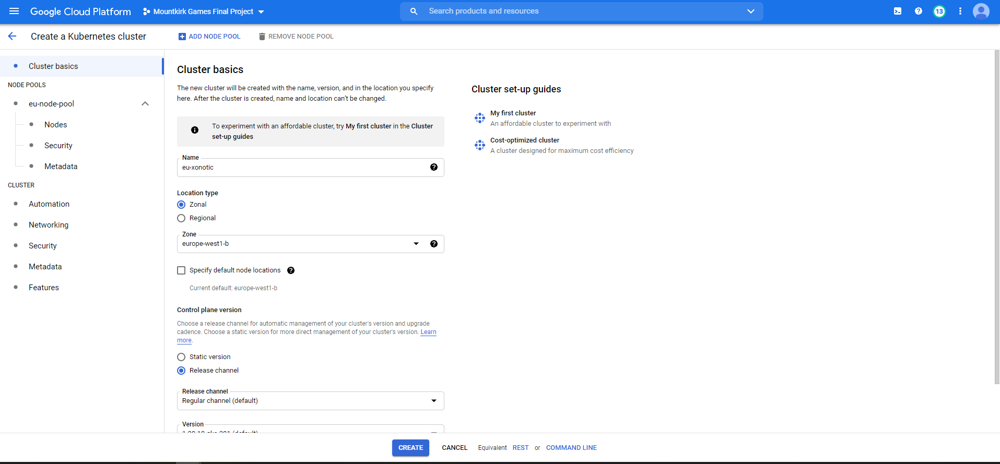 Google Cloud Platform
Mountkirk Games Final Project
Search products and resources
13
Create a Kubernetes cluster
ADD NODE POOL
REMOVE NODE POOL
Cluster basics
NODE POOLS
eu-node-pool
Nodes
Security
Metadata
CLUSTER
Automation
Networking
Security
Metadata
Features
Cluster basics
The new cluster will be created with the name, version, and in the location you specify
here. After the cluster is created, name and location can't be changed.
To experiment with an affordable cluster, try My first cluster in the Cluster
set-up guides
Name
eu-xonotic
Location type
Zonal
Regional
Zone
europe-west1-b
Specify default node locations
Current default: europe-west1-b
Control plane version
Choose a release channel for automatic management of your cluster's version and upgrade
cadence. Choose a static version for more direct management of your cluster's version. Learn
more.
Static version
Release channel
Release channel
Regular channel (default)
Version
Cluster set-up guides
My first cluster
An affordable cluster to experiment with
Cost-optimized cluster
A cluster designed for maximum cost efficiency
CREATE
CANCEL
Equivalent REST or COMMAND LINE